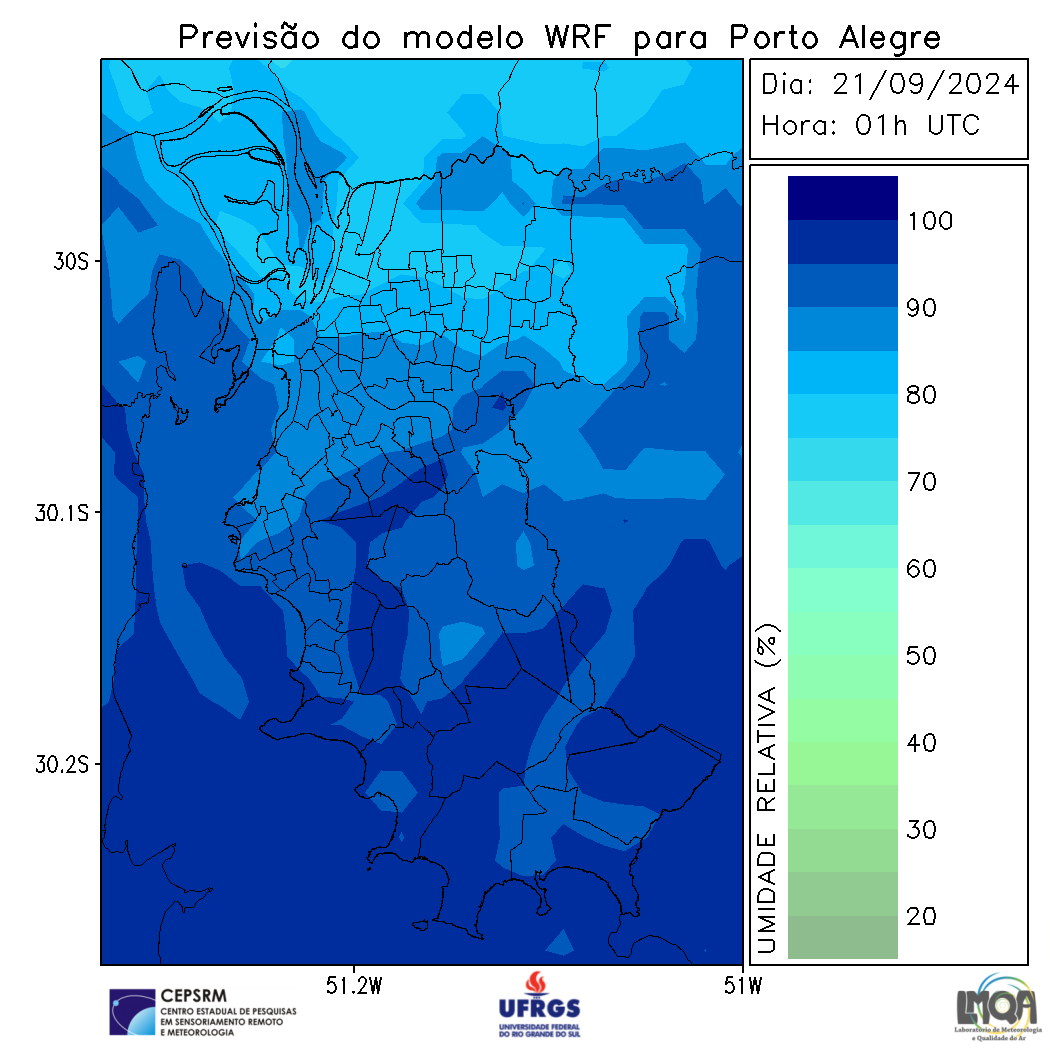 Previsão do modelo WRF para Porto Alegre
Dia: 21/09/2024
Hora: 01h UTC
100
90
80
70
60
50
40
30
20
UMIDADE RELATIVA (%)
30S
30.1S
30.2S
51.2W
51W
CEPSRM
CENTRO ESTADUAL DE PESQUISAS
EM SENSORIAMENTO REMOTO
E METEOROLOGIA
UFRGS
UNIVERSIDADE FEDERAL
DO RIO GRANDE DO SUL
LMQA
Laboratório de Meteorologia
e Qualidade do Ar